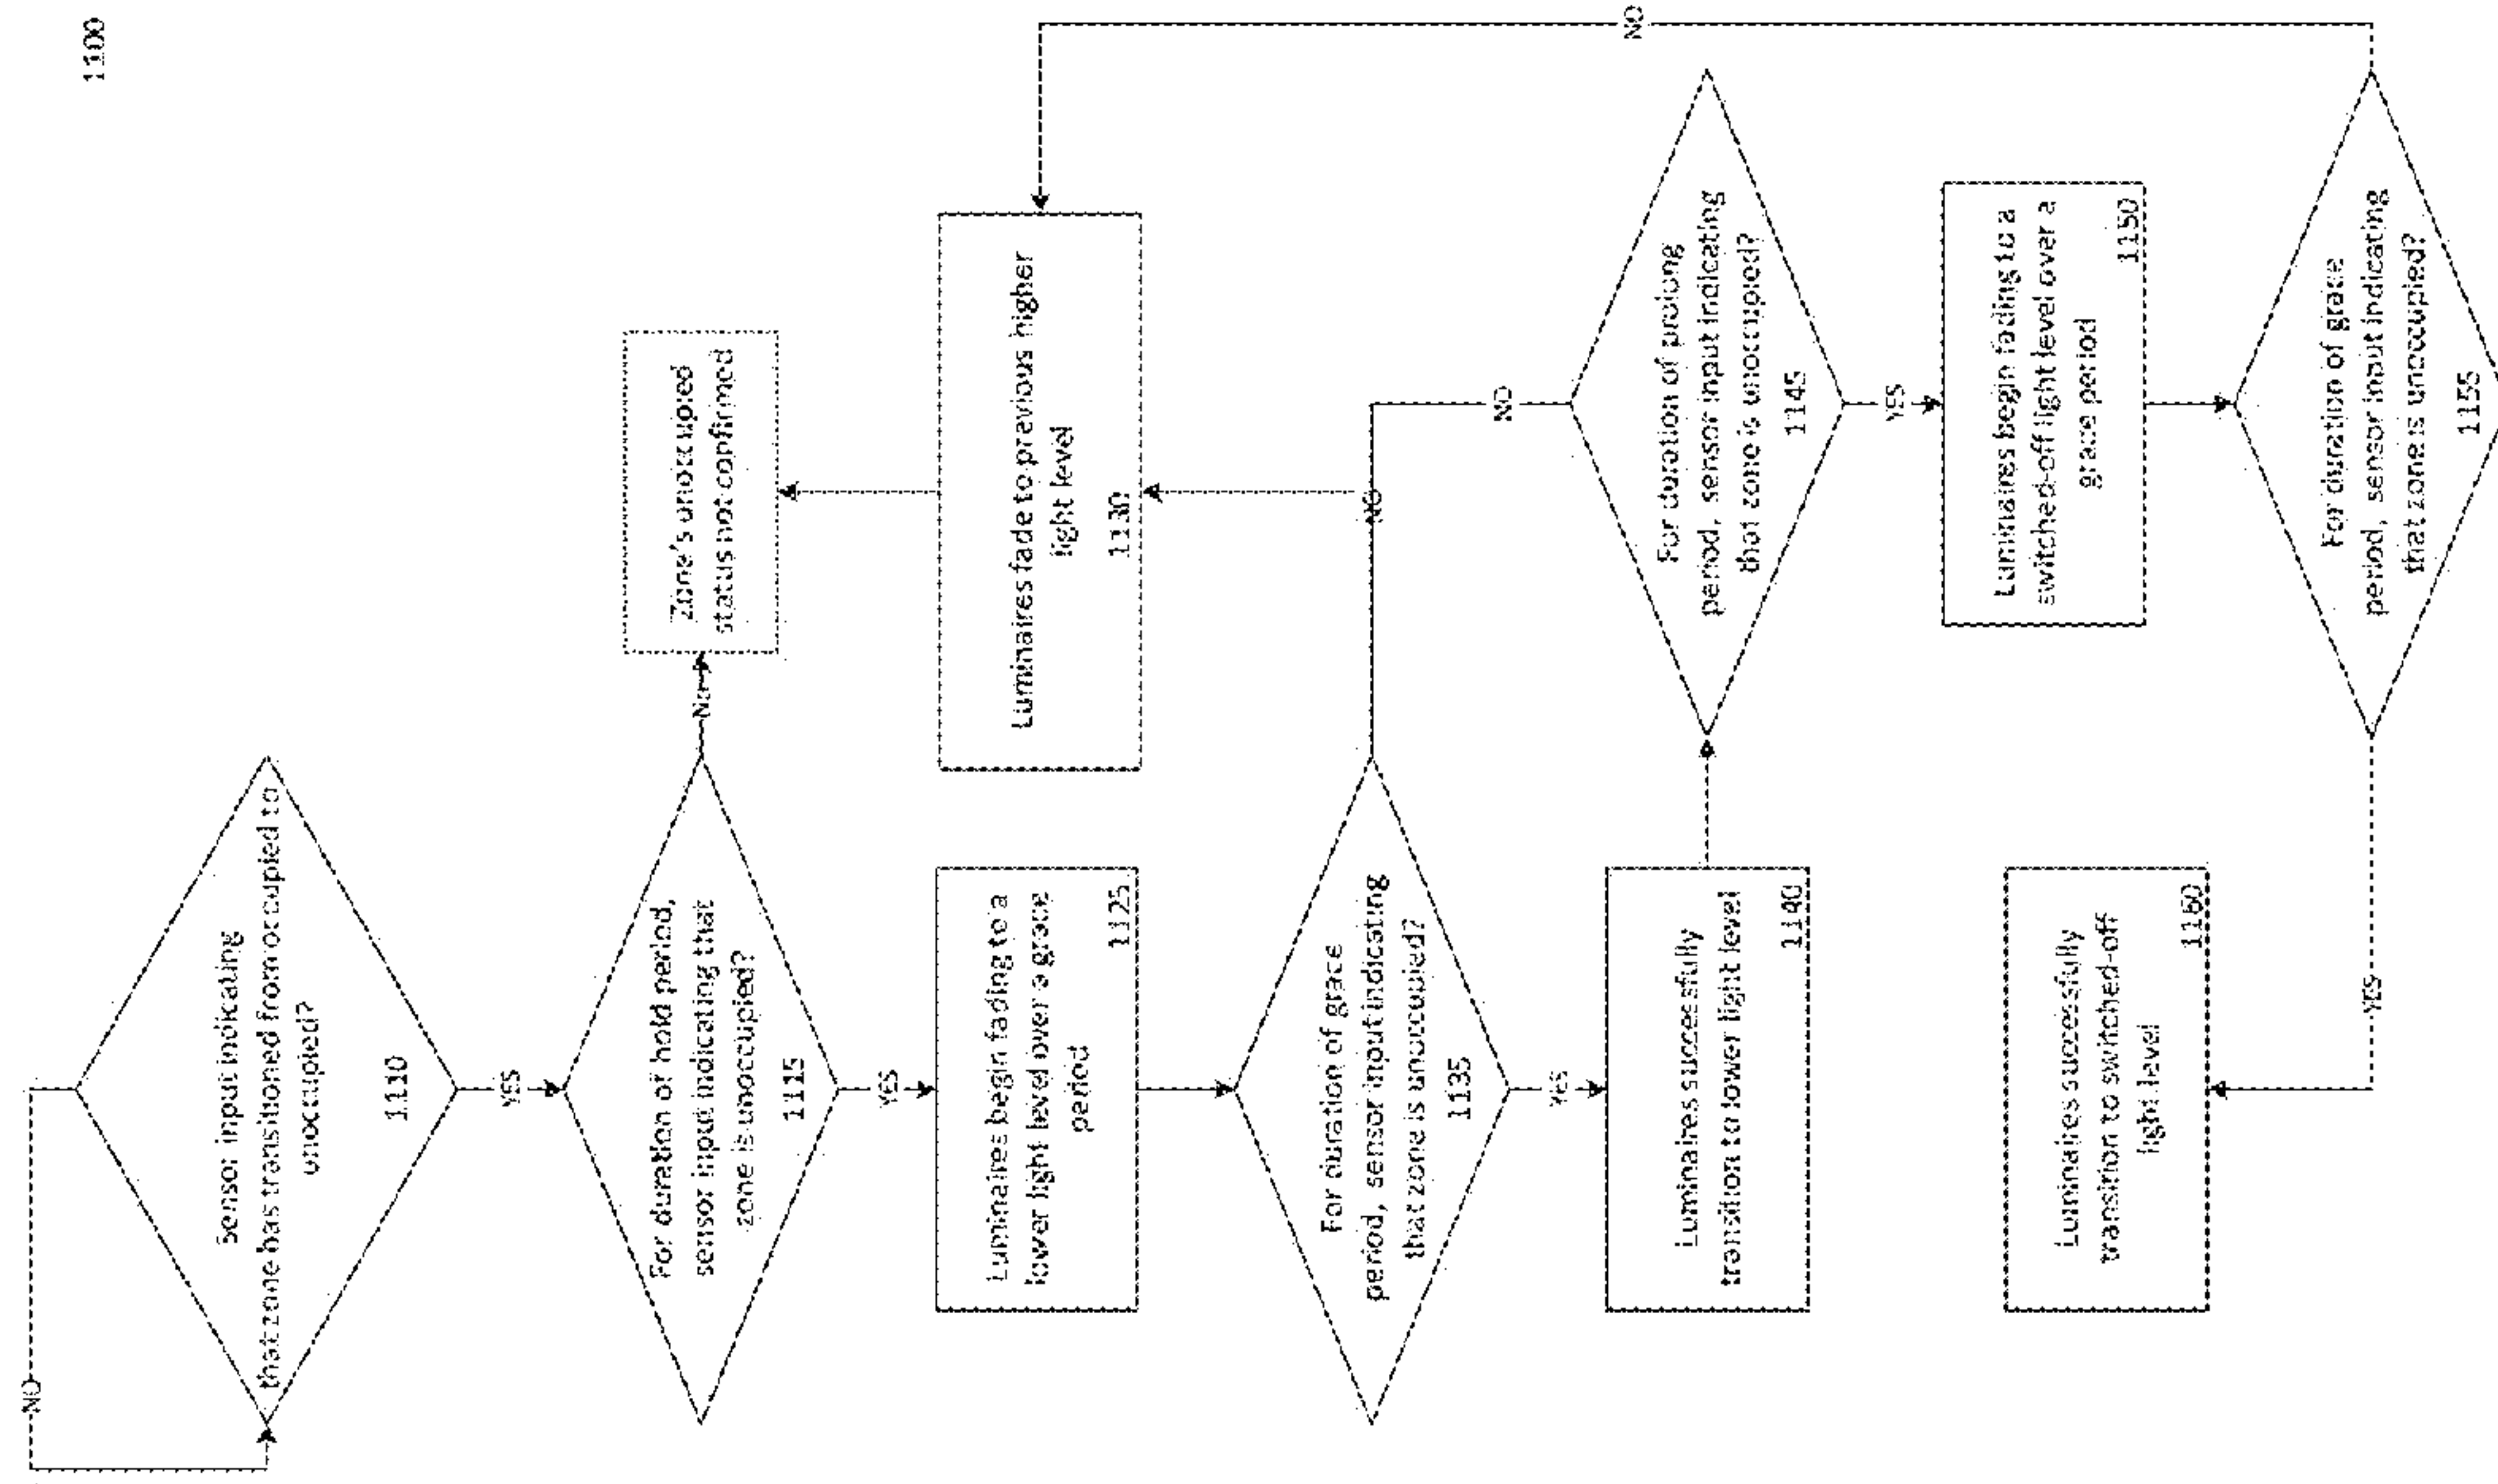 1100
NO
Sensor input indicating
that zone has transitioned from occupied to
unoccupied?
1110
YES
For duration of hold period,
sensor input indicating that
zone is unoccupied?
1115
No
Zone's unoccupied
status not confirmed
YES
Luminaires begin fading to a
lower light level over a grace
period
1125
Luminaires fade to previous higher
light level
1130
For duration of grace
period, sensor input indicating
that zone is unoccupied?
1135
NO
YES
Luminaires successfully
transition to lower light level
1140
For duration of prolong
period, sensor input indicating
that zone is unoccupied?
1145
NO
YES
Luminaires begin fading to a
switched-off light level over a
grace period
1150
For duration of grace
period, sensor input indicating
that zone is unoccupied?
1155
NO
YES
Luminaires successfully
transition to switched-off
light level
1160